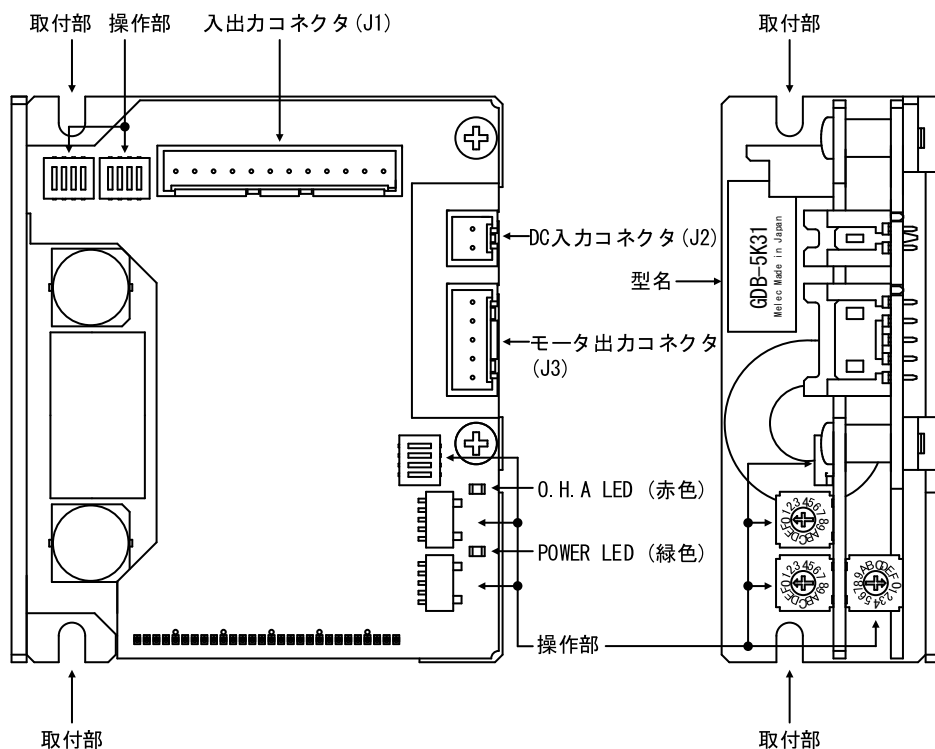 取付部 操作部 入出力コネクタ(J1) 取付部
DC入力コネクタ(J2)
型名
GDB-5K31
Melec Made in Japan
モータ出力コネクタ
(J3)
O.H.A LED (赤色)
POWER LED (緑色)
0123456789ABCDEF
0123456789ABCDEF
0123456789ABCDEF
操作部
取付部 取付部